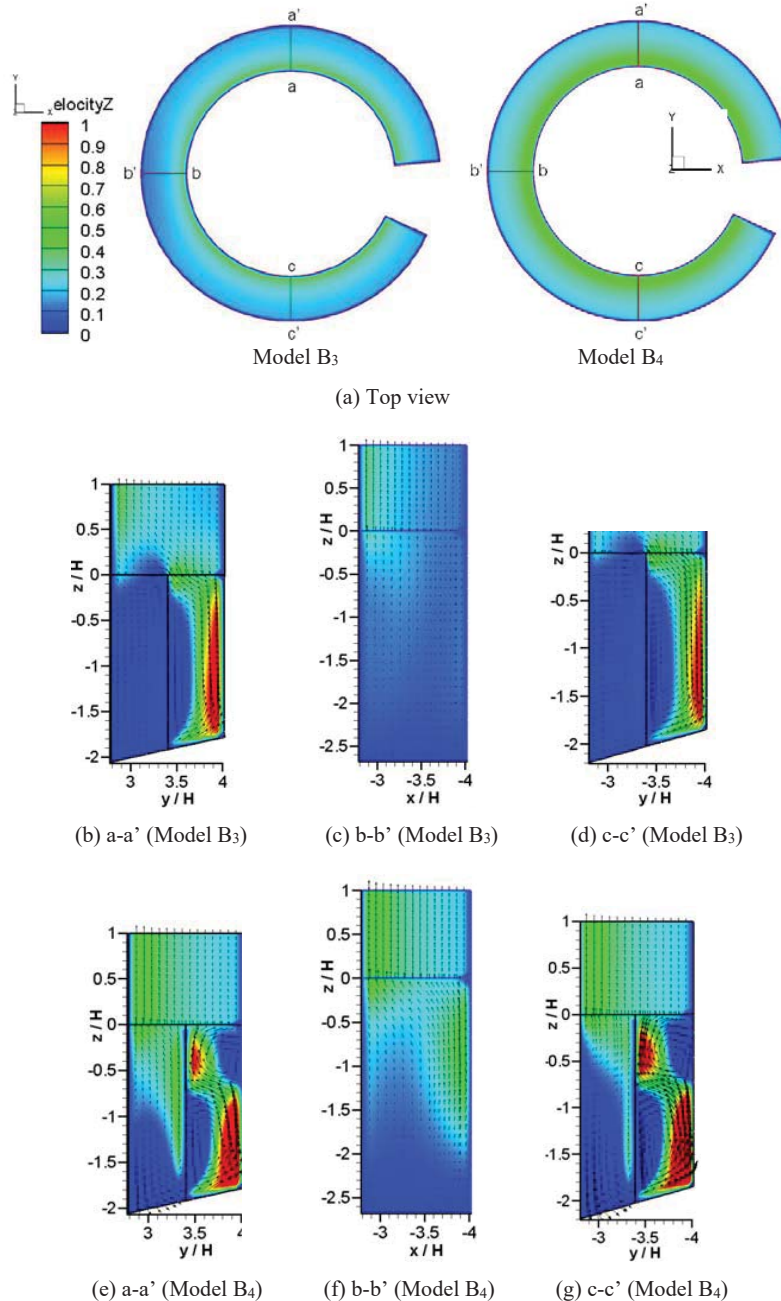 a'
a'
Y
X
elocityZ
a
a
1
0.9
0.8
0.7
0.6
0.5
0.4
0.3
0.2
0.1
0
Y
Z
X
b'
b
b'
b
c
c
c'
c'
Model B3
Model B4
(a) Top view
1
0.5
0
-0.5
-1
-1.5
-2
z / H
3
3.5
4
y / H
1
0.5
0
-0.5
-1
-1.5
-2
-2.5
z / H
-3
-3.5
-4
x / H
0
-0.5
-1
-1.5
-2
z / H
-3
-3.5
-4
y / H
(b) a-a’ (Model B3)
(c) b-b’ (Model B3)
(d) c-c’ (Model B3)
1
0.5
0
-0.5
-1
-1.5
-2
z / H
3
3.5
4
y / H
1
0.5
0
-0.5
-1
-1.5
-2
-2.5
z / H
-3
-3.5
-4
x / H
1
0.5
0
-0.5
-1
-1.5
-2
z / H
-3
-3.5
-4
y / H
(e) a-a’ (Model B4)
(f) b-b’ (Model B4)
(g) c-c’ (Model B4)